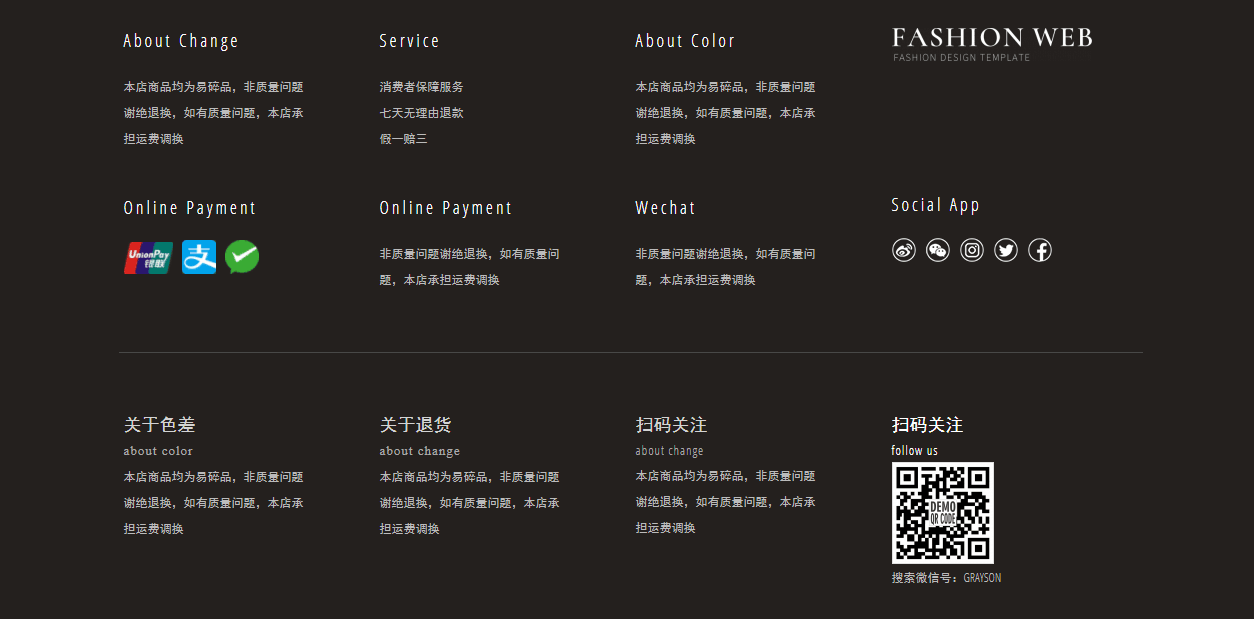 About Change
本店商品均为易碎品，非质量问题
谢绝退换，如有质量问题，本店承
担运费调换
Service
消费者保障服务
七天无理由退款
假一赔三
About Color
本店商品均为易碎品，非质量问题
谢绝退换，如有质量问题，本店承
担运费调换
FASHION WEB
FASHION DESIGN TEMPLATE
Online Payment
UnionPay
银联
支
Online Payment
非质量问题谢绝退换，如有质量问
题，本店承担运费调换
Wechat
非质量问题谢绝退换，如有质量问
题，本店承担运费调换
Social App
关于色差
about color
本店商品均为易碎品，非质量问题
谢绝退换，如有质量问题，本店承
担运费调换
关于退货
about change
本店商品均为易碎品，非质量问题
谢绝退换，如有质量问题，本店承
担运费调换
扫码关注
about change
本店商品均为易碎品，非质量问题
谢绝退换，如有质量问题，本店承
担运费调换
扫码关注
follow us
DEMO
QR CODE
搜索微信号：GRAYSON